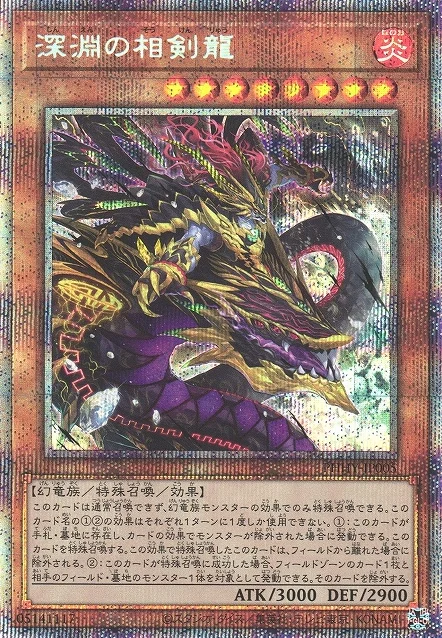 深淵の相剣龍
炎
PHHY-JP005
【幻竜族／特殊召喚／効果】
このカードは通常召喚できず、幻竜族モンスターの効果でのみ特殊召喚できる。この
カード名の①②の効果はそれぞれ1ターンに1度しか使用できない。①：このカードが
手札・墓地に存在し、カードの効果でモンスターが除外された場合に発動できる。この
カードを特殊召喚する。この効果で特殊召喚したこのカードは、フィールドから離れた場合に
除外される。②：このカードが特殊召喚に成功した場合、フィールドゾーンのカード1枚と
相手のフィールド・墓地のモンスター1体を対象として発動できる。そのカードを除外する。
ATK/3000 DEF/2900
05141117
KONAMI